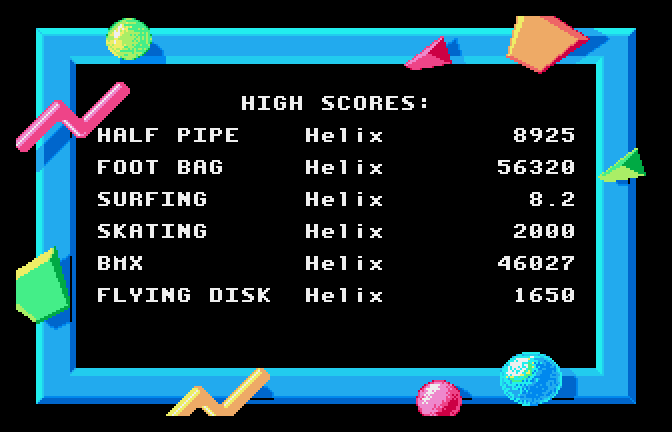 HIGH SCORES:
HALF PIPE Helix 8925
FOOT BAG Helix 56320
SURFING Helix 8.2
SKATING Helix 2000
BMX Helix 46027
FLYING DISK Helix 1650